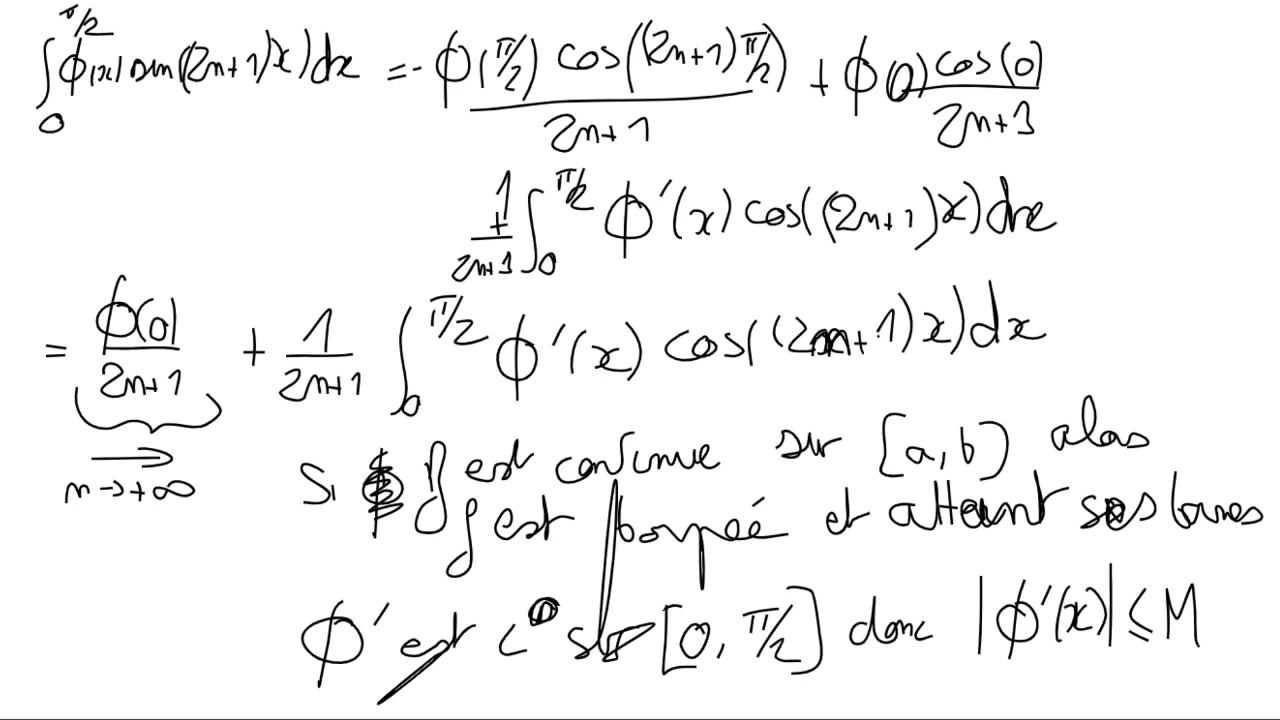 ∫₀^{π/2} ϕ(x) sin((2n+1)x)dx = -ϕ(π/2) cos((2n+1)π/2) / (2n+1) + ϕ(0) cos(0) / (2n+1)
+ 1/(2n+1) ∫₀^{π/2} ϕ'(x) cos((2n+1)x)dx
= ϕ(0)/(2n+1) + 1/(2n+1) ∫₀^{π/2} ϕ'(x) cos((2n+1)x)dx
→ n→+∞
Si f est continue sur [a,b] alors
f est bornée et atteint ses bornes
ϕ' est C⁰ sur [0, π/2] donc |ϕ'(x)| ≤ M